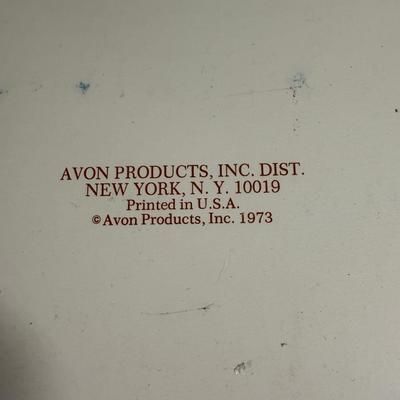 AVON PRODUCTS, INC. DIST.
NEW YORK, N. Y. 10019
Printed in U.S.A.
©Avon Products, Inc. 1973